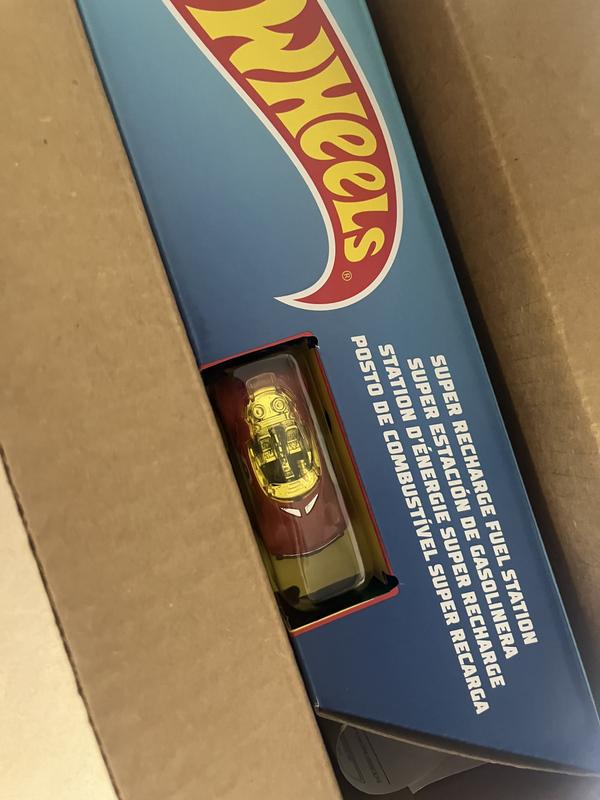 WHEELS®
SUPER RECHARGE FUEL STATION
SUPER ESTACIÓN DE GASOLINERA
STATION D'ÉNERGIE SUPER RECHARGE
POSTO DE COMBUSTÍVEL SUPER RECARGA